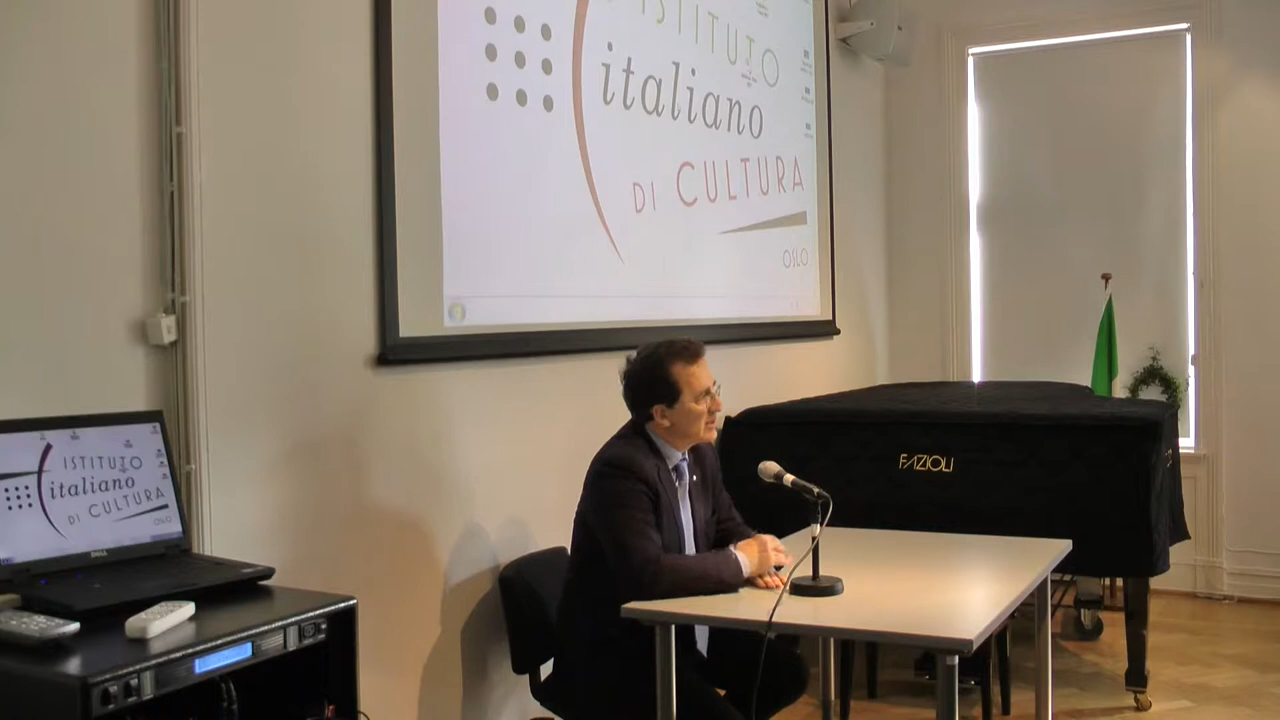 ISTITUTO
italiano
DI CULTURA
OSLO
FAZIOLI
ISTITUTO
italiano
DI CULTURA
OSLO
DELL